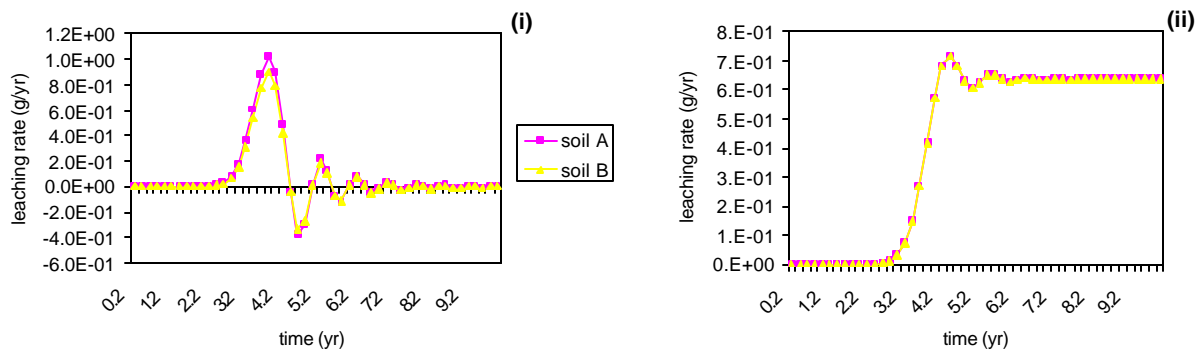 (i)
leaching rate (g/yr)
1.2E+00
1.0E+00
8.0E-01
6.0E-01
4.0E-01
2.0E-01
0.0E+00
-2.0E-01
-4.0E-01
-6.0E-01
0.2 1.2 2.2 3.2 4.2 5.2 6.2 7.2 8.2 9.2
time (yr)
soil A
soil B
(ii)
leaching rate (g/yr)
8.E-01
7.E-01
6.E-01
5.E-01
4.E-01
3.E-01
2.E-01
1.E-01
0.E+00
0.2 1.2 2.2 3.2 4.2 5.2 6.2 7.2 8.2 9.2
time (yr)